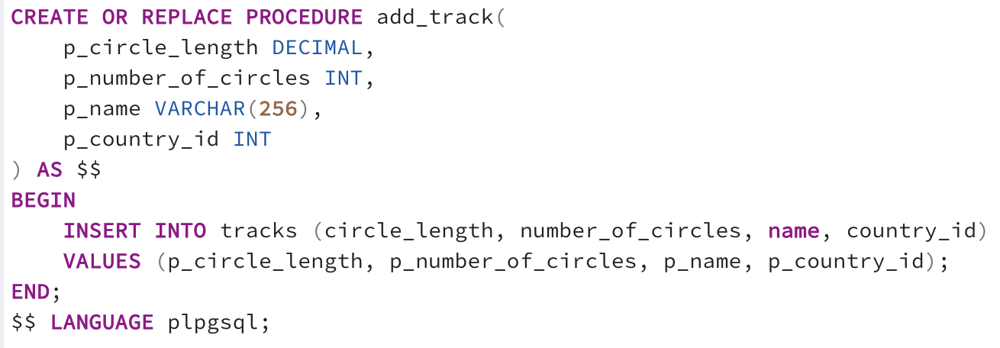 CREATE OR REPLACE PROCEDURE add_track(
    p_circle_length DECIMAL,
    p_number_of_circles INT,
    p_name VARCHAR(256),
    p_country_id INT
) AS $$
BEGIN
    INSERT INTO tracks (circle_length, number_of_circles, name, country_id)
    VALUES (p_circle_length, p_number_of_circles, p_name, p_country_id);
END;
$$ LANGUAGE plpgsql;